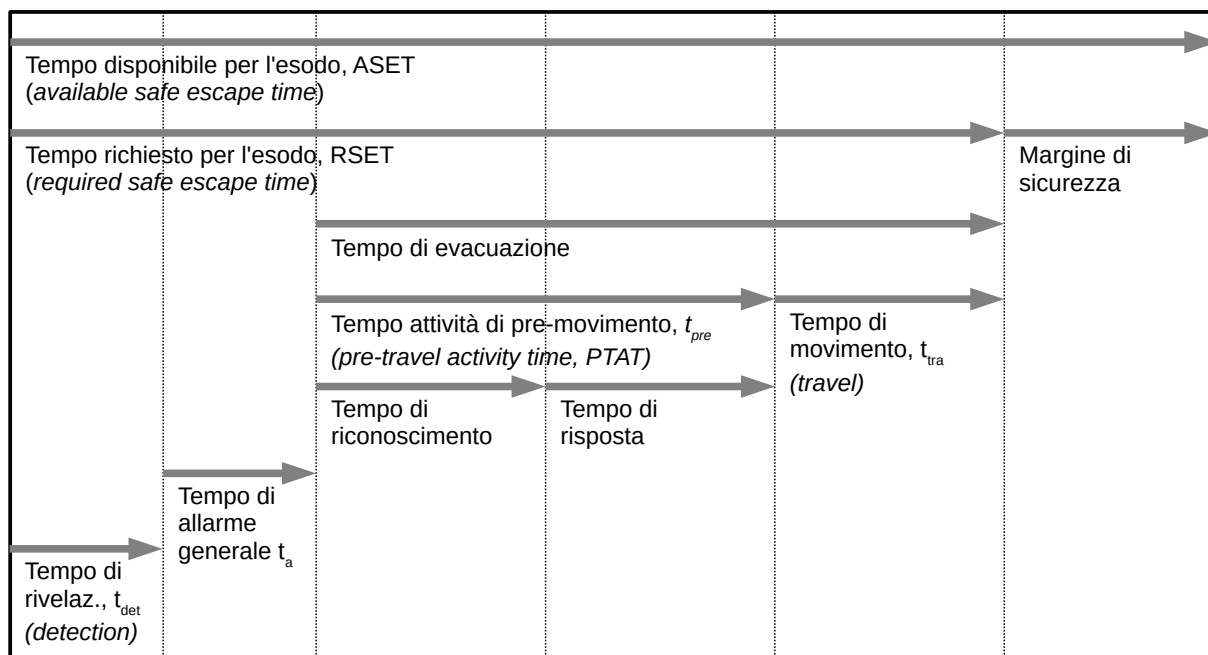 Tempo disponibile per l'esodo, ASET
(available safe escape time)
Tempo richiesto per l'esodo, RSET
(required safe escape time)
Margine di
sicurezza
Tempo di evacuazione
Tempo attività di pre-movimento, tpre
(pre-travel activity time, PTAT)
Tempo di
movimento, ttra
(travel)
Tempo di
riconoscimento
Tempo di
risposta
Tempo di
allarme
generale ta
Tempo di
rivelaz., tdet
(detection)